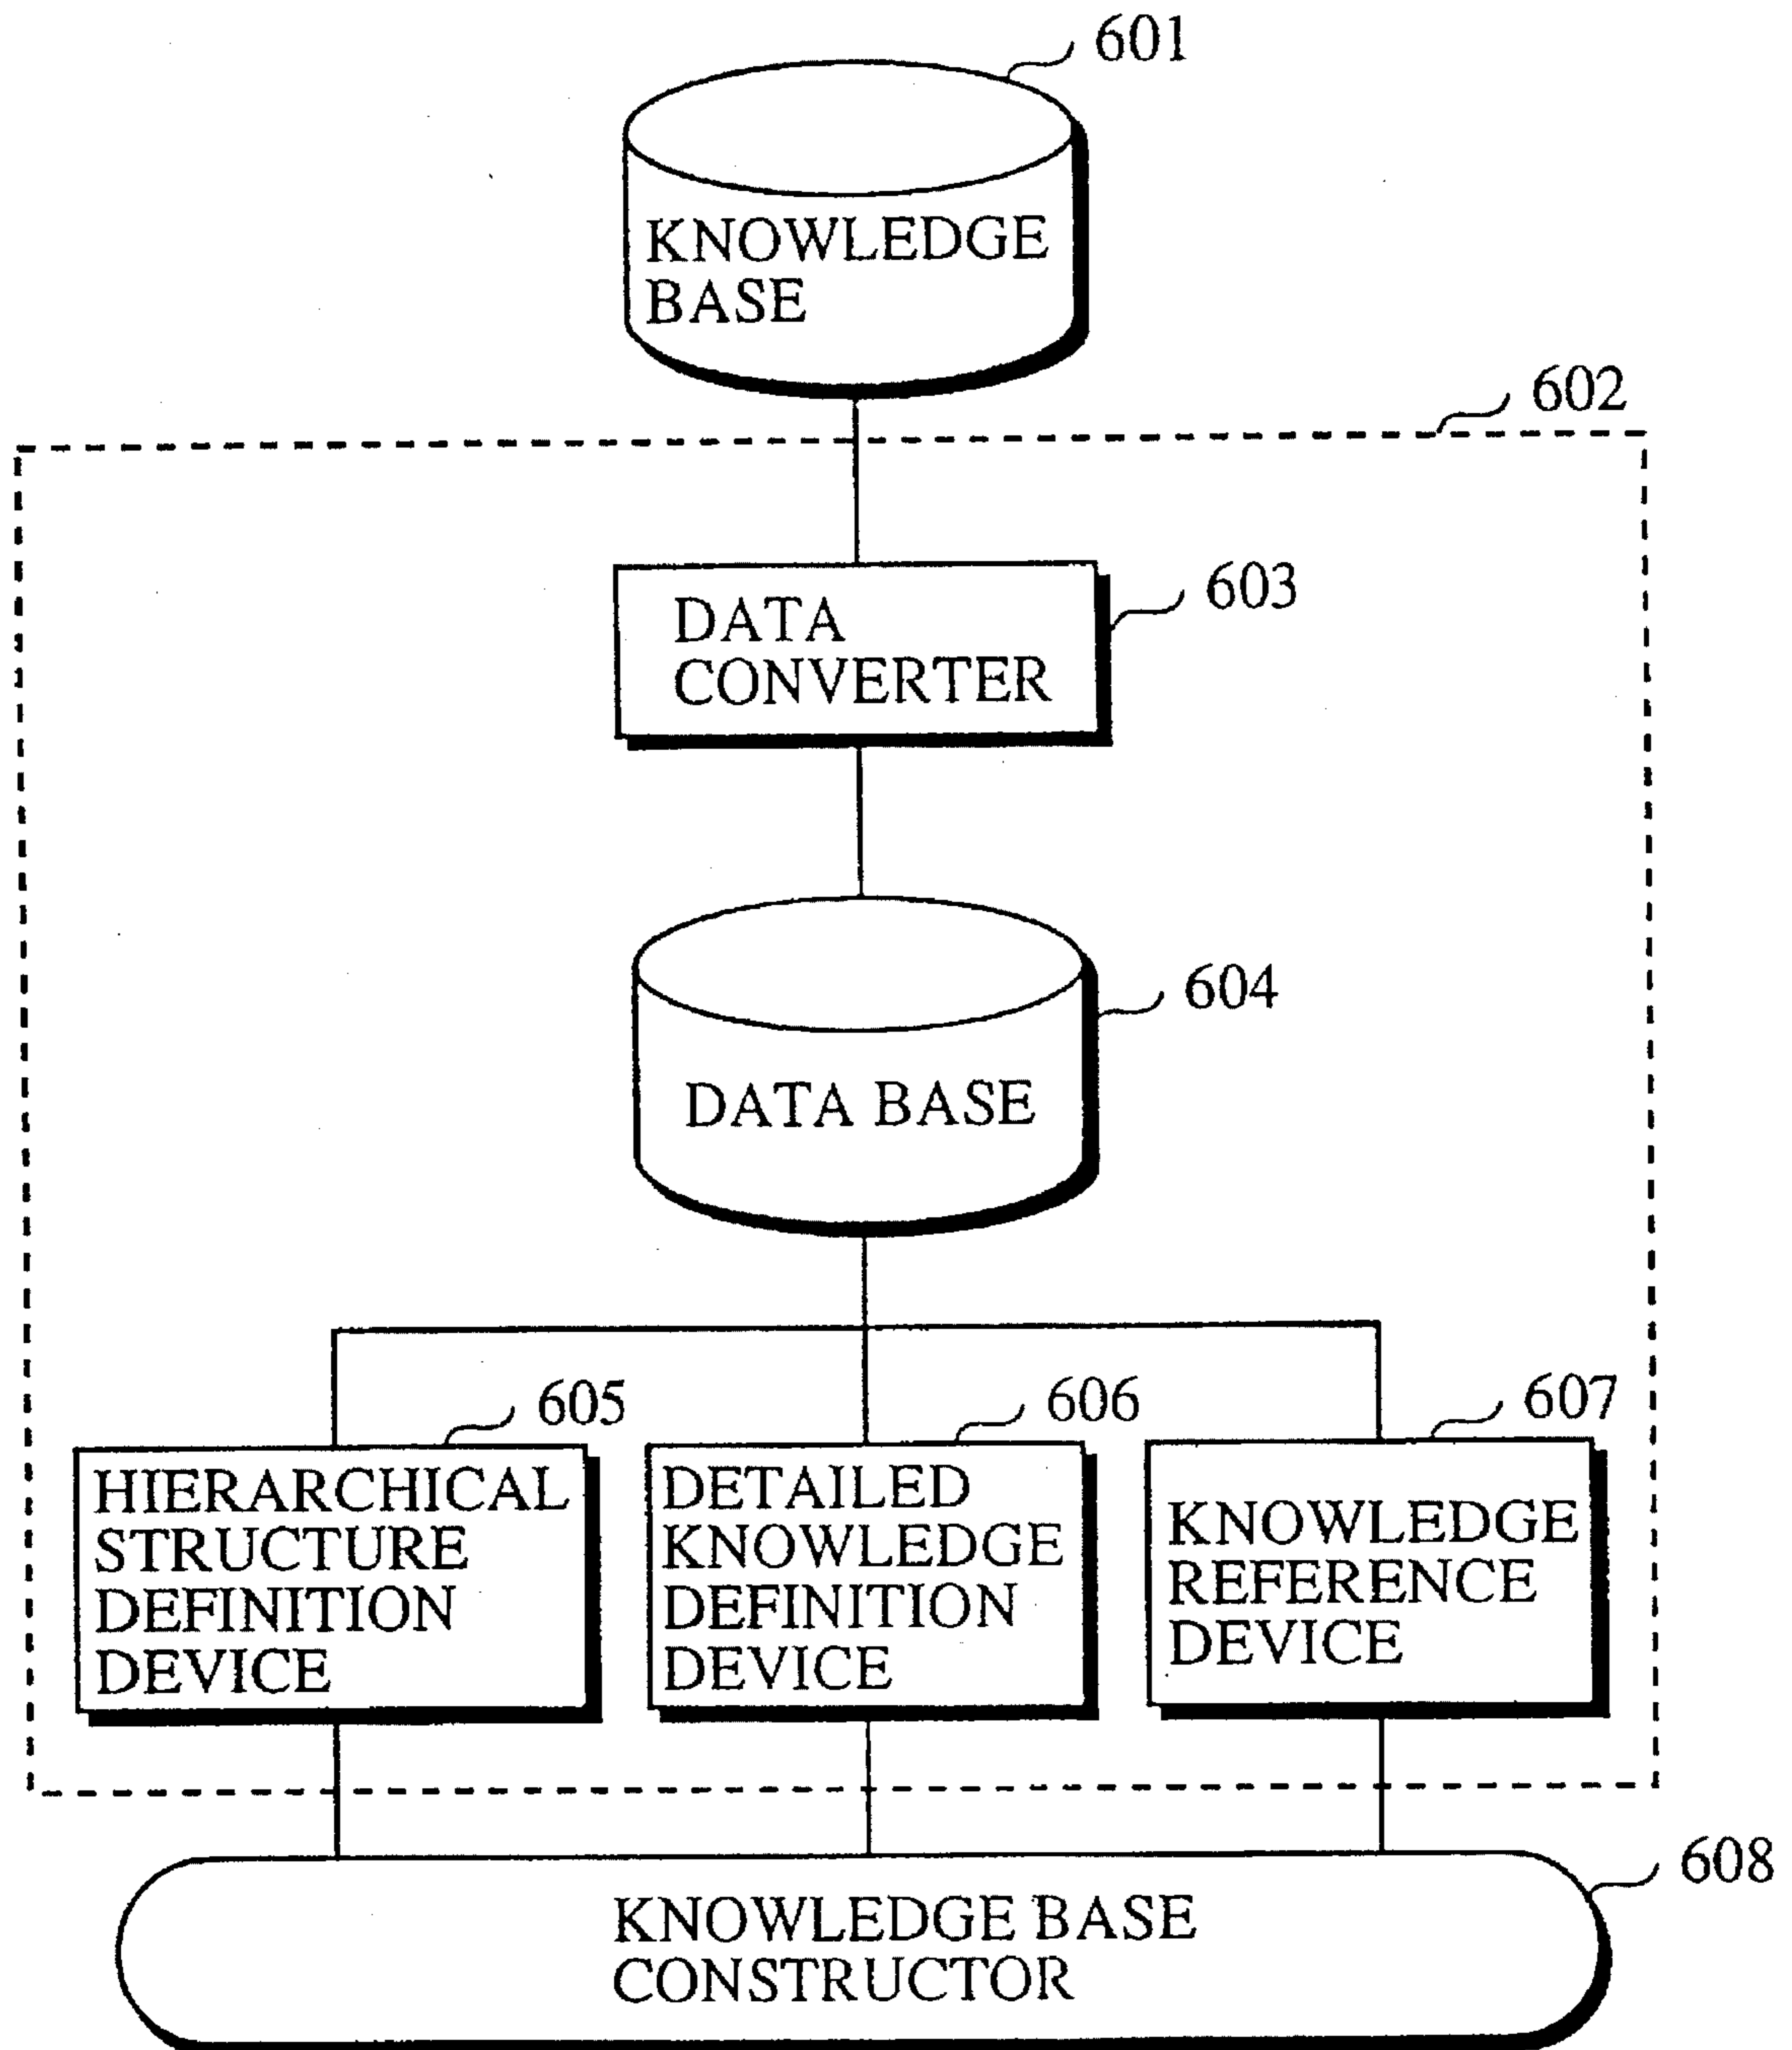 601
KNOWLEDGE
BASE
602
603
DATA
CONVERTER
604
DATA BASE
605
606
607
HIERARCHICAL
STRUCTURE
DEFINITION
DEVICE
DETAILED
KNOWLEDGE
DEFINITION
DEVICE
KNOWLEDGE
REFERENCE
DEVICE
608
KNOWLEDGE BASE
CONSTRUCTOR